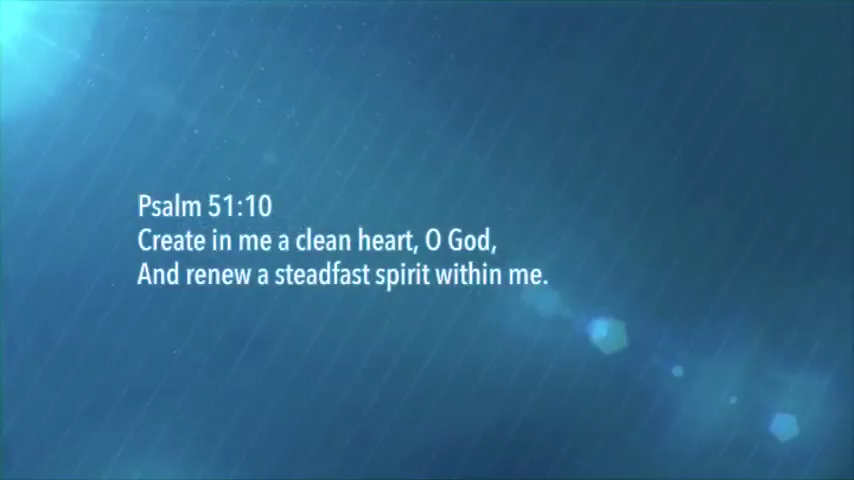 Psalm 51:10
Create in me a clean heart, O God,
And renew a steadfast spirit within me.